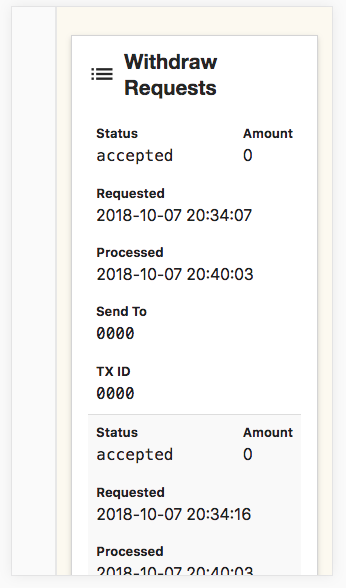 Withdraw
Requests
Status Amount
accepted 0
Requested
2018-10-07 20:34:07
Processed
2018-10-07 20:40:03
Send To
0000
TX ID
0000
Status Amount
accepted 0
Requested
2018-10-07 20:34:16
Processed
2018-10-07 20:40:03